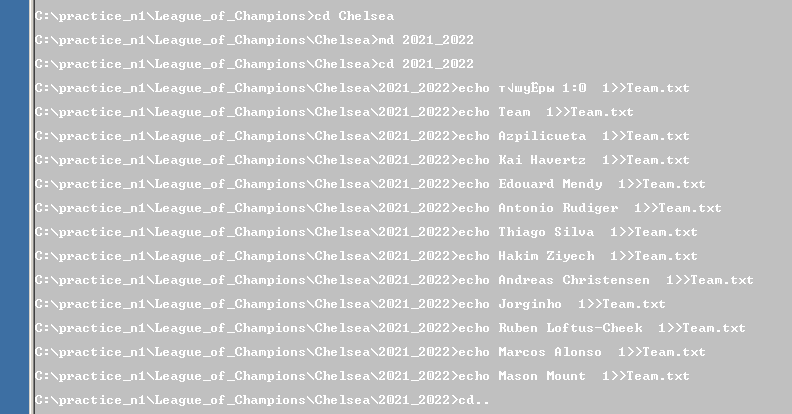 C:\practice_n1\League_of_Champions>cd Chelsea
C:\practice_n1\League_of_Champions\Chelsea>md 2021_2022
C:\practice_n1\League_of_Champions\Chelsea>cd 2021_2022
C:\practice_n1\League_of_Champions\Chelsea\2021_2022>echo т√шуЁры 1:0  1>>Team.txt
C:\practice_n1\League_of_Champions\Chelsea\2021_2022>echo Team  1>>Team.txt
C:\practice_n1\League_of_Champions\Chelsea\2021_2022>echo Azpilicueta  1>>Team.txt
C:\practice_n1\League_of_Champions\Chelsea\2021_2022>echo Kai Havertz  1>>Team.txt
C:\practice_n1\League_of_Champions\Chelsea\2021_2022>echo Edouard Mendy  1>>Team.txt
C:\practice_n1\League_of_Champions\Chelsea\2021_2022>echo Antonio Rudiger  1>>Team.txt
C:\practice_n1\League_of_Champions\Chelsea\2021_2022>echo Thiago Silva  1>>Team.txt
C:\practice_n1\League_of_Champions\Chelsea\2021_2022>echo Hakim Ziyech  1>>Team.txt
C:\practice_n1\League_of_Champions\Chelsea\2021_2022>echo Andreas Christensen  1>>Team.txt
C:\practice_n1\League_of_Champions\Chelsea\2021_2022>echo Jorginho  1>>Team.txt
C:\practice_n1\League_of_Champions\Chelsea\2021_2022>echo Ruben Loftus-Cheek  1>>Team.txt
C:\practice_n1\League_of_Champions\Chelsea\2021_2022>echo Marcos Alonso  1>>Team.txt
C:\practice_n1\League_of_Champions\Chelsea\2021_2022>echo Mason Mount  1>>Team.txt
C:\practice_n1\League_of_Champions\Chelsea\2021_2022>cd..